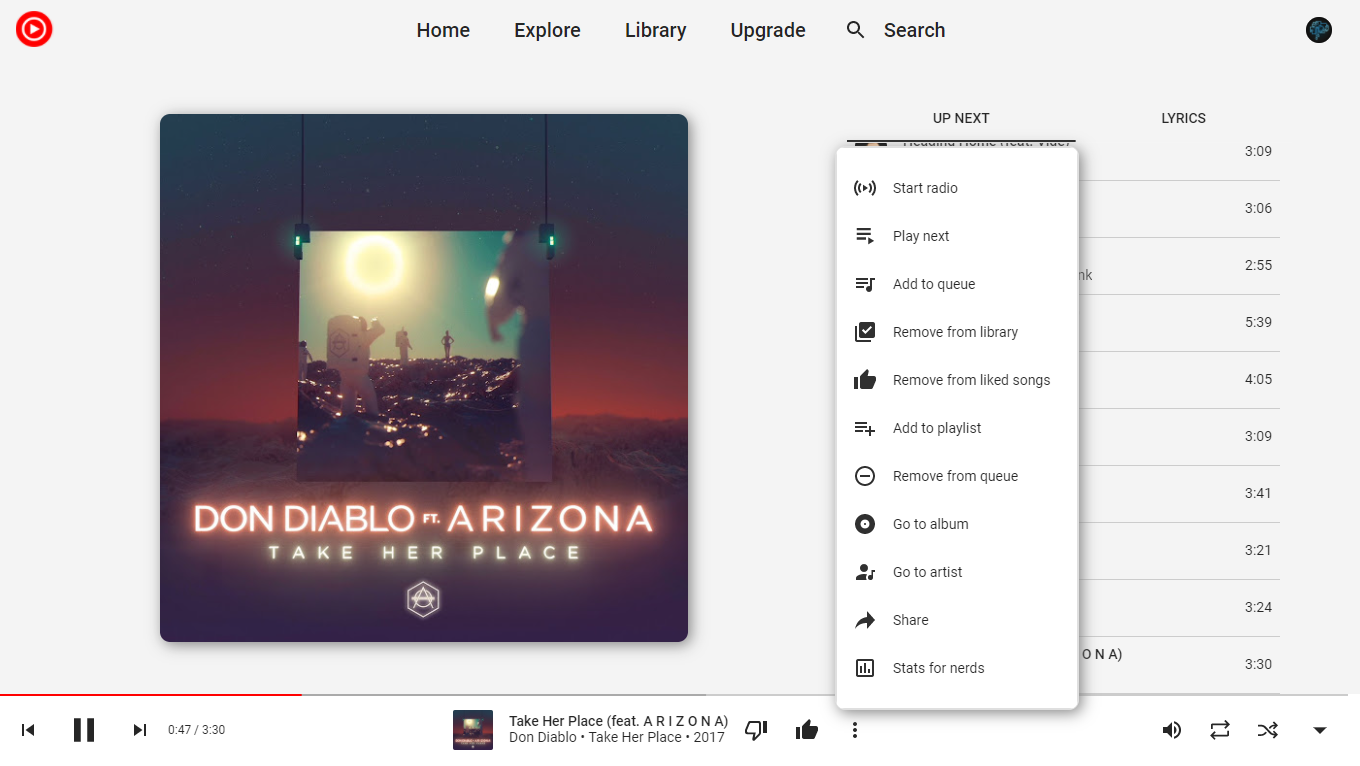 Home Explore Library Upgrade Search
UP NEXT LYRICS
Heading Home (feat.
3:09
3:06
2:55
nk
5:39
4:05
3:09
3:41
3:21
3:24
O N A)
3:30
Start radio
Play next
Add to queue
Remove from library
Remove from liked songs
Add to playlist
Remove from queue
Go to album
Go to artist
Share
Stats for nerds
DON DIABLO FT. ARIZONA
TAKE HER PLACE
0:47 / 3:30
Take Her Place (feat. A R I Z O N A)
Don Diablo • Take Her Place • 2017